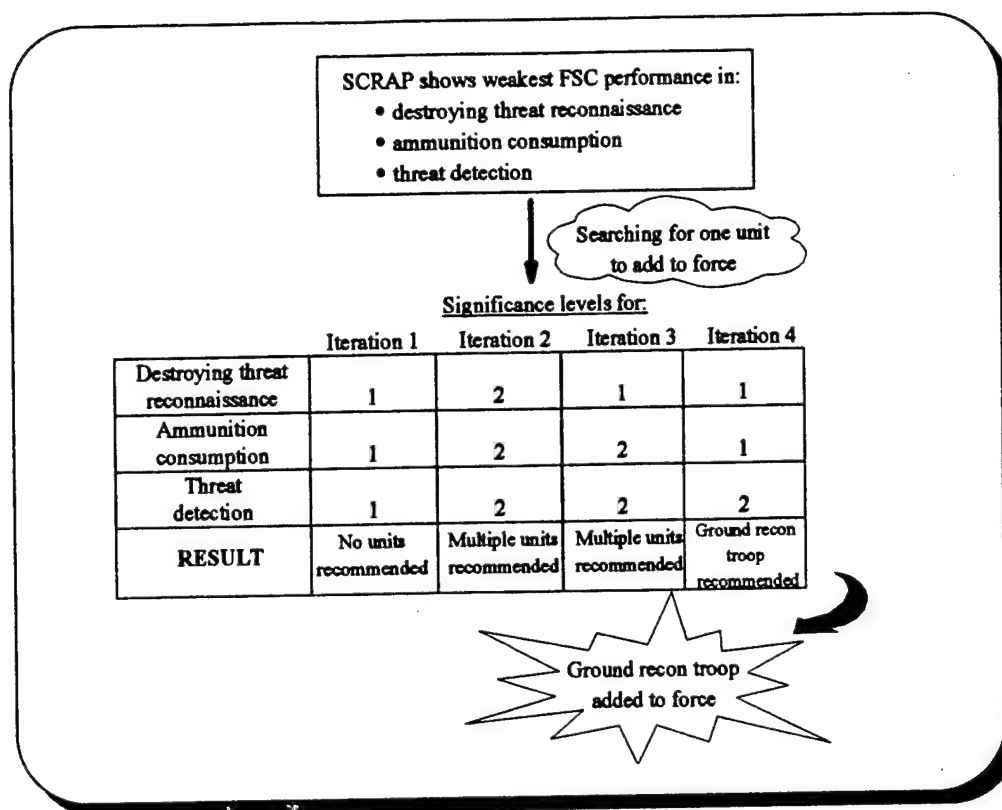 SCRAP shows weakest FSC performance in:
• destroying threat reconnaissance
• ammunition consumption
• threat detection
Searching for one unit
to add to force
Significance levels for:
Iteration 1 Iteration 2 Iteration 3 Iteration 4
Destroying threat
reconnaissance 1 2 1 1
Ammunition
consumption 1 2 2 1
Threat
detection 1 2 2 2
RESULT No units recommended Multiple units recommended Multiple units recommended Ground recon troop recommended
Ground recon troop
added to force